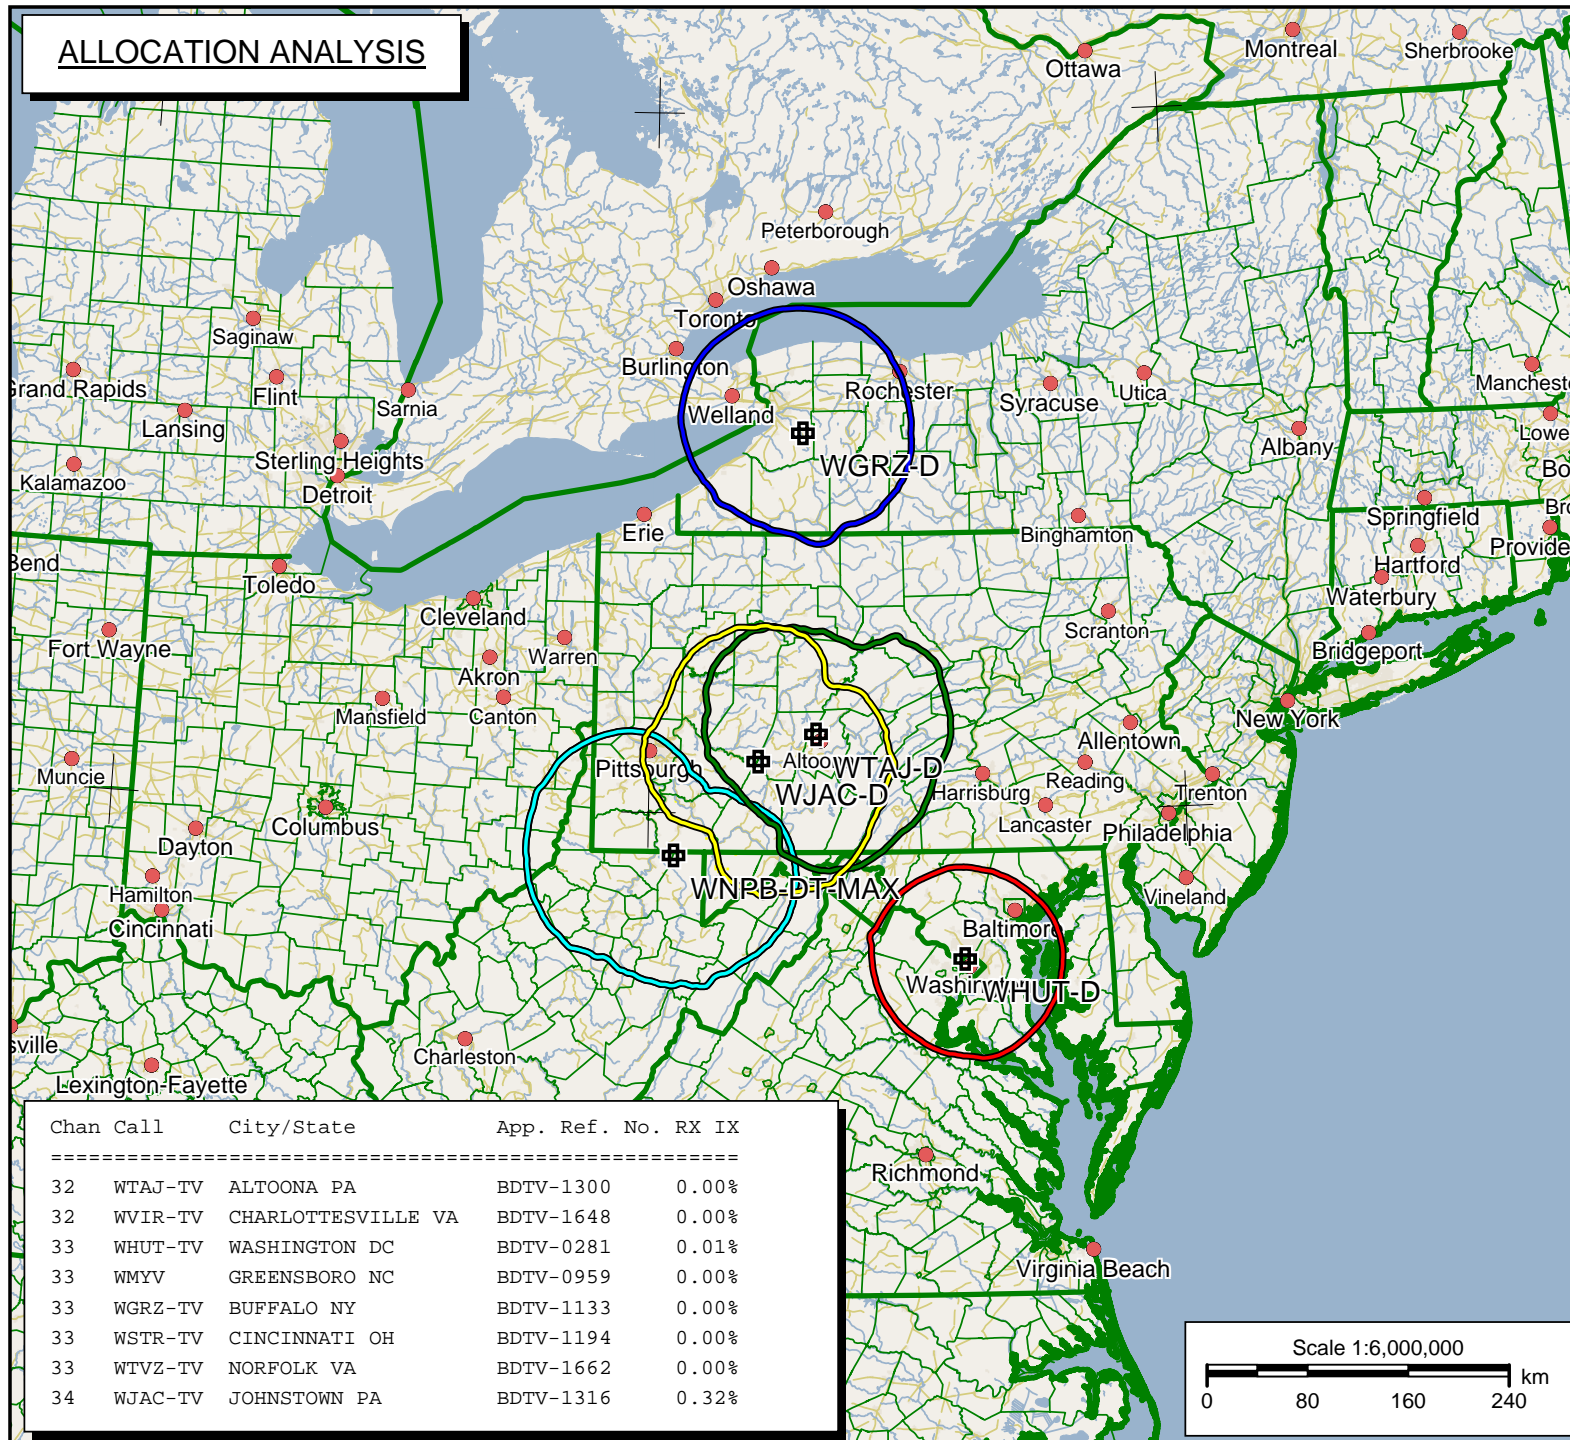 ALLOCATION ANALYSIS
Ottawa
Montreal
Sherbrooke
Peterborough
Oshawa
Toronto
Saginaw
Burlington
Grand Rapids
Flint
Sarnia
Welland
Rochester
Syracuse
Utica
Lansing
Albany
Sterling Heights
WGRZ-D
Kalamazoo
Detroit
Springfield
Erie
Binghamton
Hartford
Toledo
Waterbury
Cleveland
Scranton
Fort Wayne
Warren
Bridgeport
Akron
Mansfield
Canton
New York
Allentown
Pittsburgh
WTAJ-D
Muncie
Reading
WJAC-D
Harrisburg
Trenton
Columbus
Lancaster
Philadelphia
Dayton
Hamilton
WNPB-DT-MAX
Vineland
Cincinnati
Baltimore
WHUT-D
Charleston
Lexington-Fayette
Richmond
Virginia Beach
Chan Call City/State App. Ref. No. RX IX
======================================================
32 WTAJ-TV ALTOONA PA BDTV-1300 0.00%
32 WVIR-TV CHARLOTTESVILLE VA BDTV-1648 0.00%
33 WHUT-TV WASHINGTON DC BDTV-0281 0.01%
33 WMYV GREENSBORO NC BDTV-0959 0.00%
33 WGRZ-TV BUFFALO NY BDTV-1133 0.00%
33 WSTR-TV CINCINNATI OH BDTV-1194 0.00%
33 WTVZ-TV NORFOLK VA BDTV-1662 0.00%
34 WJAC-TV JOHNSTOWN PA BDTV-1316 0.32%
Scale 1:6,000,000
km
0 80 160 240